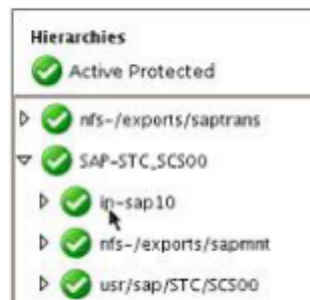 Hierarchies
Active Protected
nfs-/exports/saptrans
SAP-STC_SCS00
ip-sap10
nfs-/exports/sapmnt
usr/sap/STC/SCS00